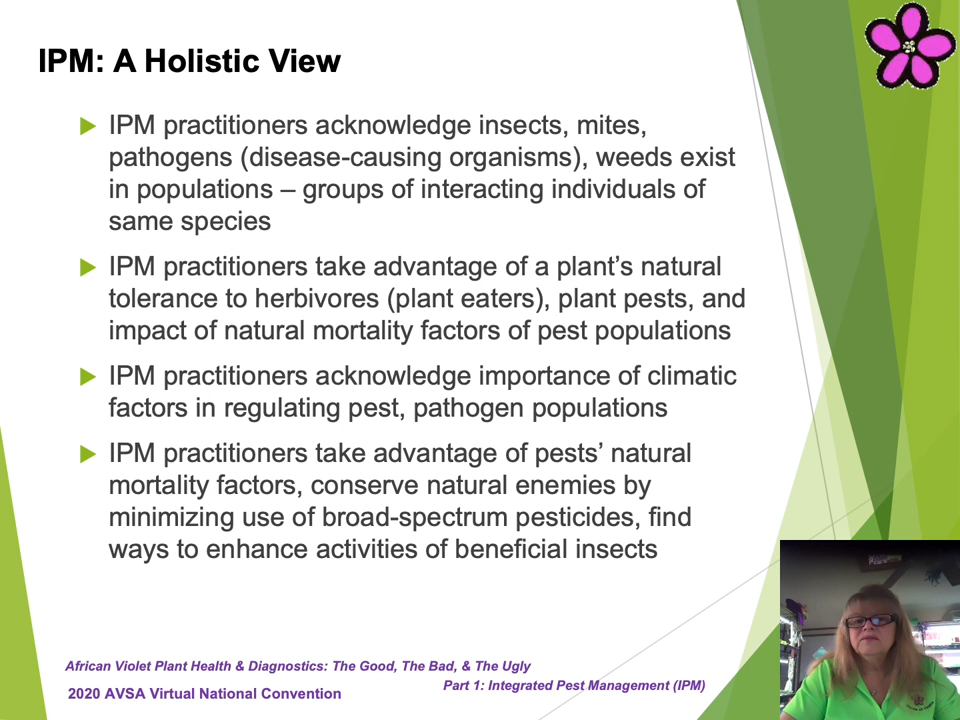 IPM: A Holistic View
IPM practitioners acknowledge insects, mites,
pathogens (disease-causing organisms), weeds exist
in populations – groups of interacting individuals of
same species
IPM practitioners take advantage of a plant’s natural
tolerance to herbivores (plant eaters), plant pests, and
impact of natural mortality factors of pest populations
IPM practitioners acknowledge importance of climatic
factors in regulating pest, pathogen populations
IPM practitioners take advantage of pests’ natural
mortality factors, conserve natural enemies by
minimizing use of broad-spectrum pesticides, find
ways to enhance activities of beneficial insects
African Violet Plant Health & Diagnostics: The Good, The Bad, & The Ugly
Part 1: Integrated Pest Management (IPM)
2020 AVSA Virtual National Convention